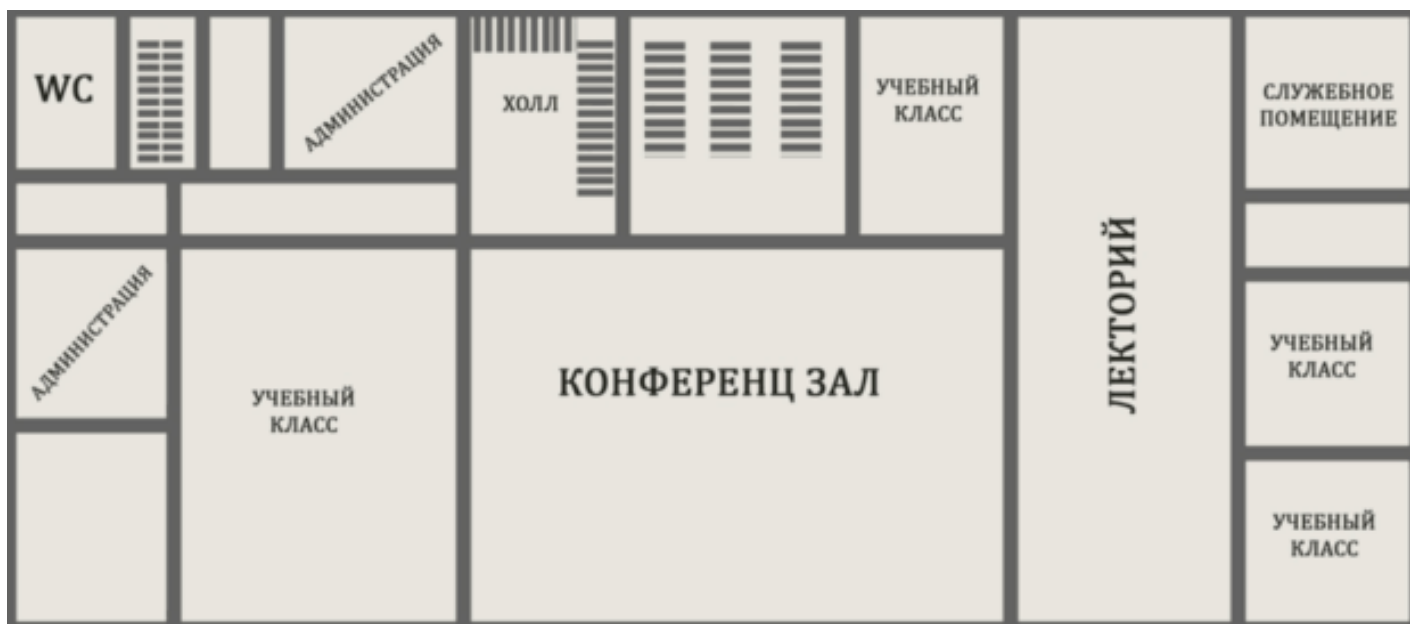 WC
АДМИНИСТРАЦИЯ
ХОЛЛ
УЧЕБНЫЙ
КЛАСС
СЛУЖЕБНОЕ
ПОМЕЩЕНИЕ
АДМИНИСТРАЦИЯ
УЧЕБНЫЙ
КЛАСС
КОНФЕРЕНЦ ЗАЛ
ЛЕКТОРИЙ
УЧЕБНЫЙ
КЛАСС
УЧЕБНЫЙ
КЛАСС